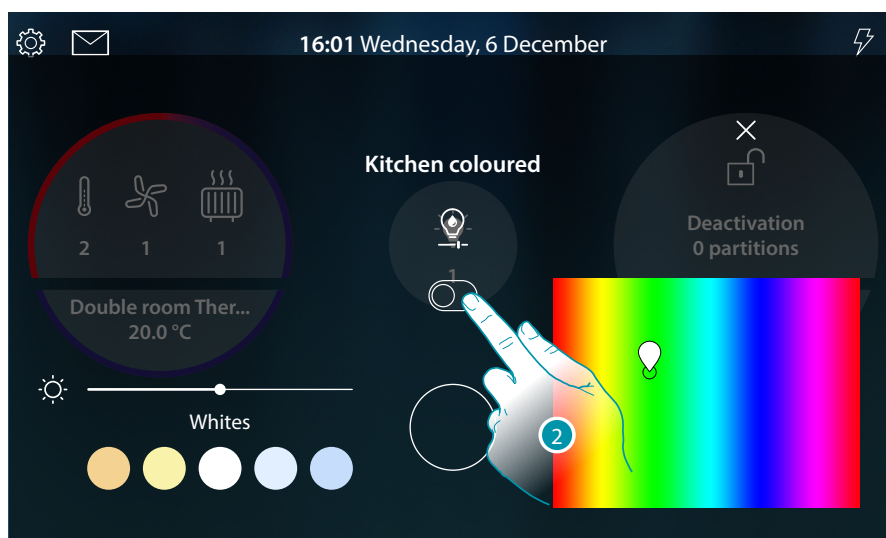 16:01 Wednesday, 6 December
Kitchen coloured
2 1 1
1
Deactivation
0 partitions
Double room Ther...
20.0 °C
Whites
2